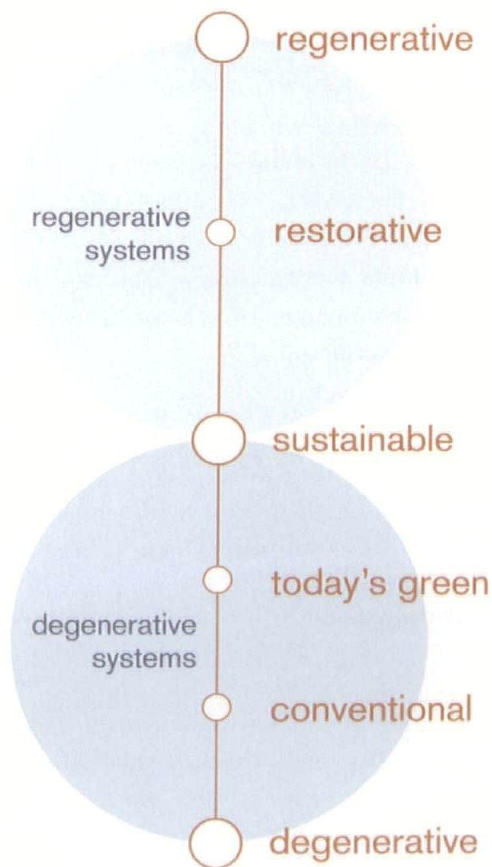 regenerative
regenerative
systems
restorative
sustainable
today's green
degenerative
systems
conventional
degenerative